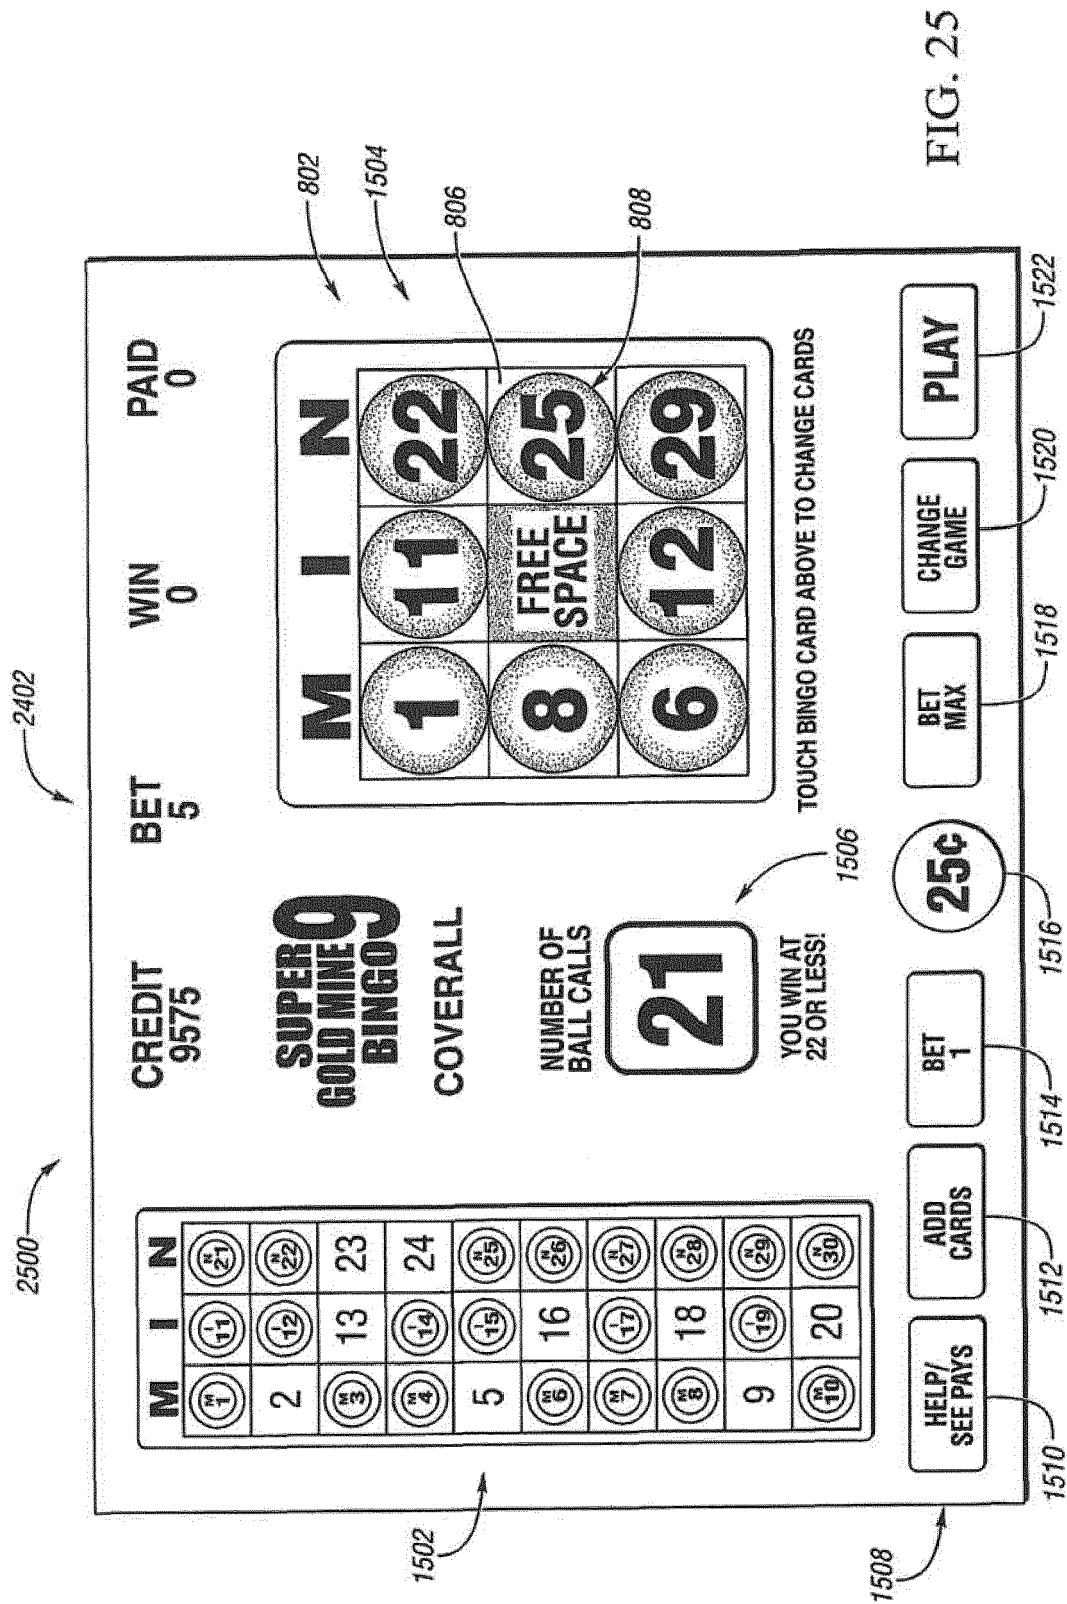 2500
2402
CREDIT
9575
BET
5
WIN
0
PAID
0
802
1504
806
808
M I N
M 1 I 11 N 21
2 I 12 N 22
M 3 13 23
M 4 I 14 24
5 I 15 N 25
M 6 16 N 26
M 7 I 17 N 27
M 8 18 N 28
9 I 19 N 29
M 10 20 N 30
1502
SUPER
GOLD MINE 9
BINGO
COVERALL
NUMBER OF
BALL CALLS
21
YOU WIN AT
22 OR LESS!
1506
M I N
1 11 22
8 FREE SPACE 25
6 12 29
TOUCH BINGO CARD ABOVE TO CHANGE CARDS
HELP/
SEE PAYS
ADD
CARDS
BET
1
25¢
BET
MAX
CHANGE
GAME
PLAY
1508
1510
1512
1514
1516
1518
1520
1522
FIG. 25